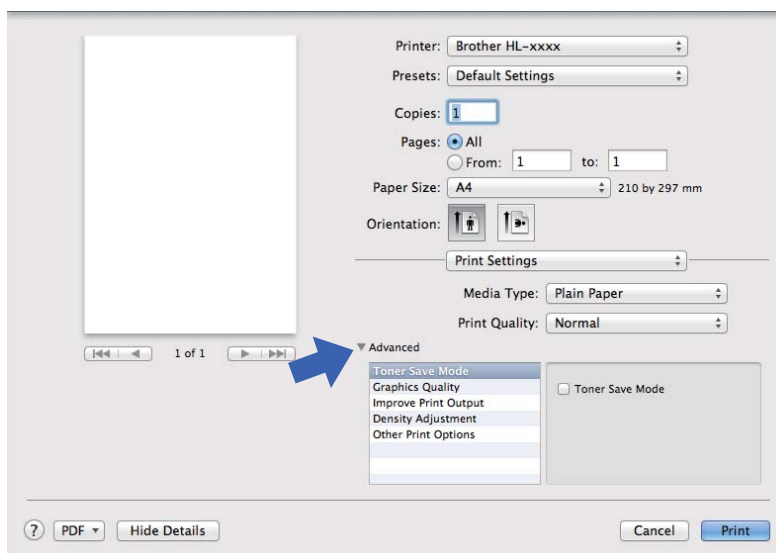 Printer: Brother HL-xxxx
Presets: Default Settings
Copies: 1
Pages: All
From: 1 to: 1
Paper Size: A4 210 by 297 mm
Orientation:
Print Settings
Media Type: Plain Paper
Print Quality: Normal
1 of 1
Advanced
Toner Save Mode
Graphics Quality
Improve Print Output
Density Adjustment
Other Print Options
Toner Save Mode
? PDF Hide Details Cancel Print